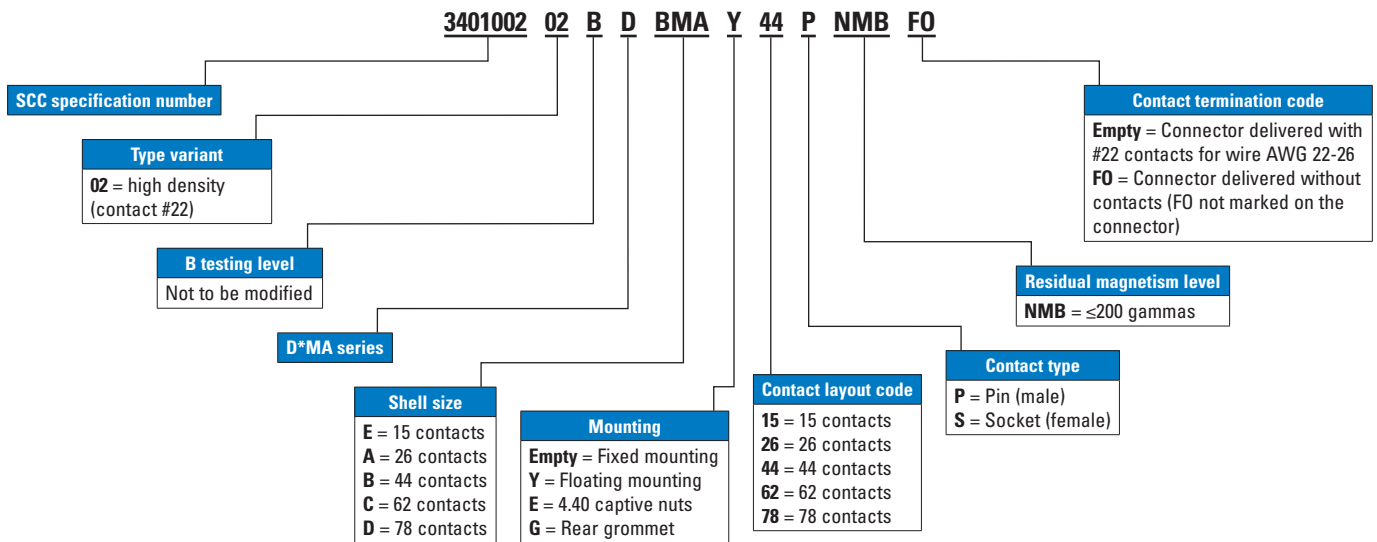 3401002 02 B D BMA Y 44 P NMB FO
SCC specification number
Type variant
02 = high density
(contact #22)
B testing level
Not to be modified
D*MA series
Shell size
E = 15 contacts
A = 26 contacts
B = 44 contacts
C = 62 contacts
D = 78 contacts
Mounting
Empty = Fixed mounting
Y = Floating mounting
E = 4.40 captive nuts
G = Rear grommet
Contact layout code
15 = 15 contacts
26 = 26 contacts
44 = 44 contacts
62 = 62 contacts
78 = 78 contacts
Contact type
P = Pin (male)
S = Socket (female)
Residual magnetism level
NMB = ≤200 gammas
Contact termination code
Empty = Connector delivered with
#22 contacts for wire AWG 22-26
FO = Connector delivered without
contacts (FO not marked on the
connector)